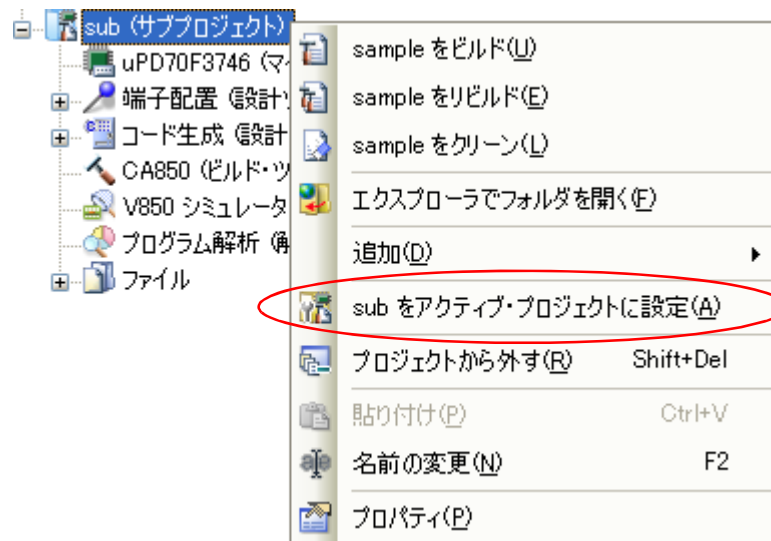 sub (サブプロジェクト)
uPD70F3746 (マイ
端子配置 (設計
コード生成 (設計
CA850 (ビルド・ツ
V850 シミュレータ
プログラム解析 (解
ファイル
sample をビルド(U)
sample をリビルド(E)
sample をクリーン(L)
エクスプローラでフォルダを開く(F)
追加(D)
sub をアクティブ・プロジェクトに設定(A)
プロジェクトから外す(R) Shift+Del
貼り付け(P) Ctrl+V
名前の変更(N) F2
プロパティ(P)